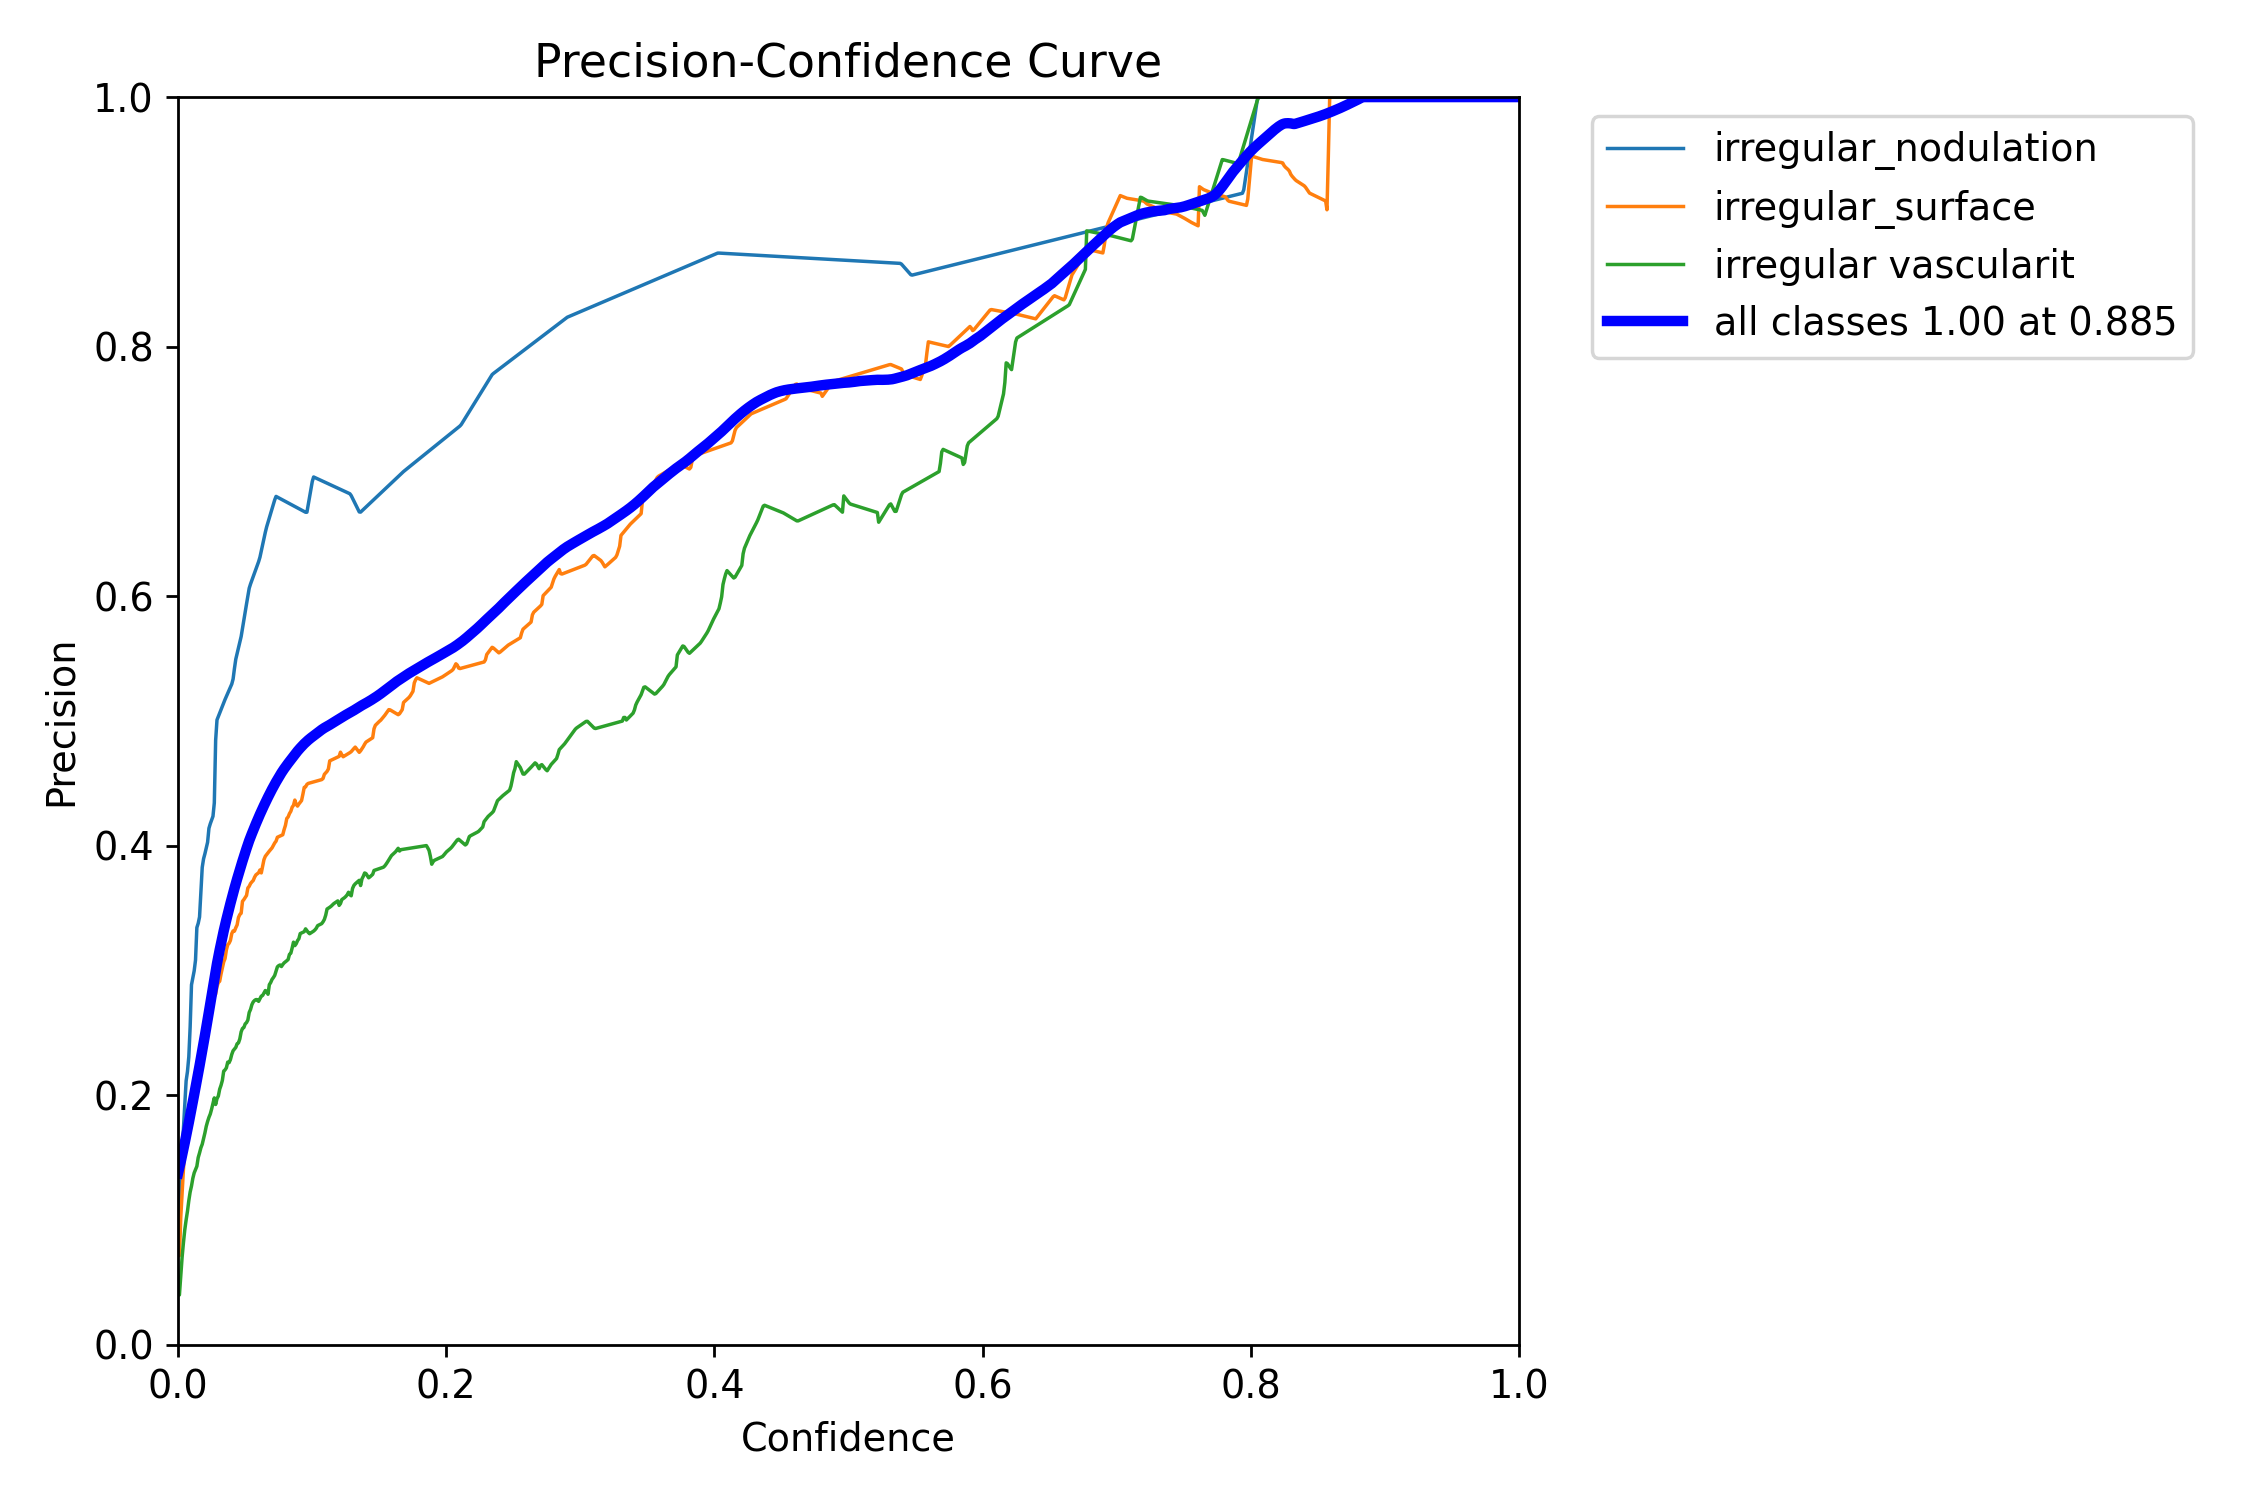 Precision-Confidence Curve
1.0
0.8
0.6
0.4
0.2
0.0
Precision
0.0 0.2 0.4 0.6 0.8 1.0
Confidence
irregular_nodulation
irregular_surface
irregular vascularit
all classes 1.00 at 0.885